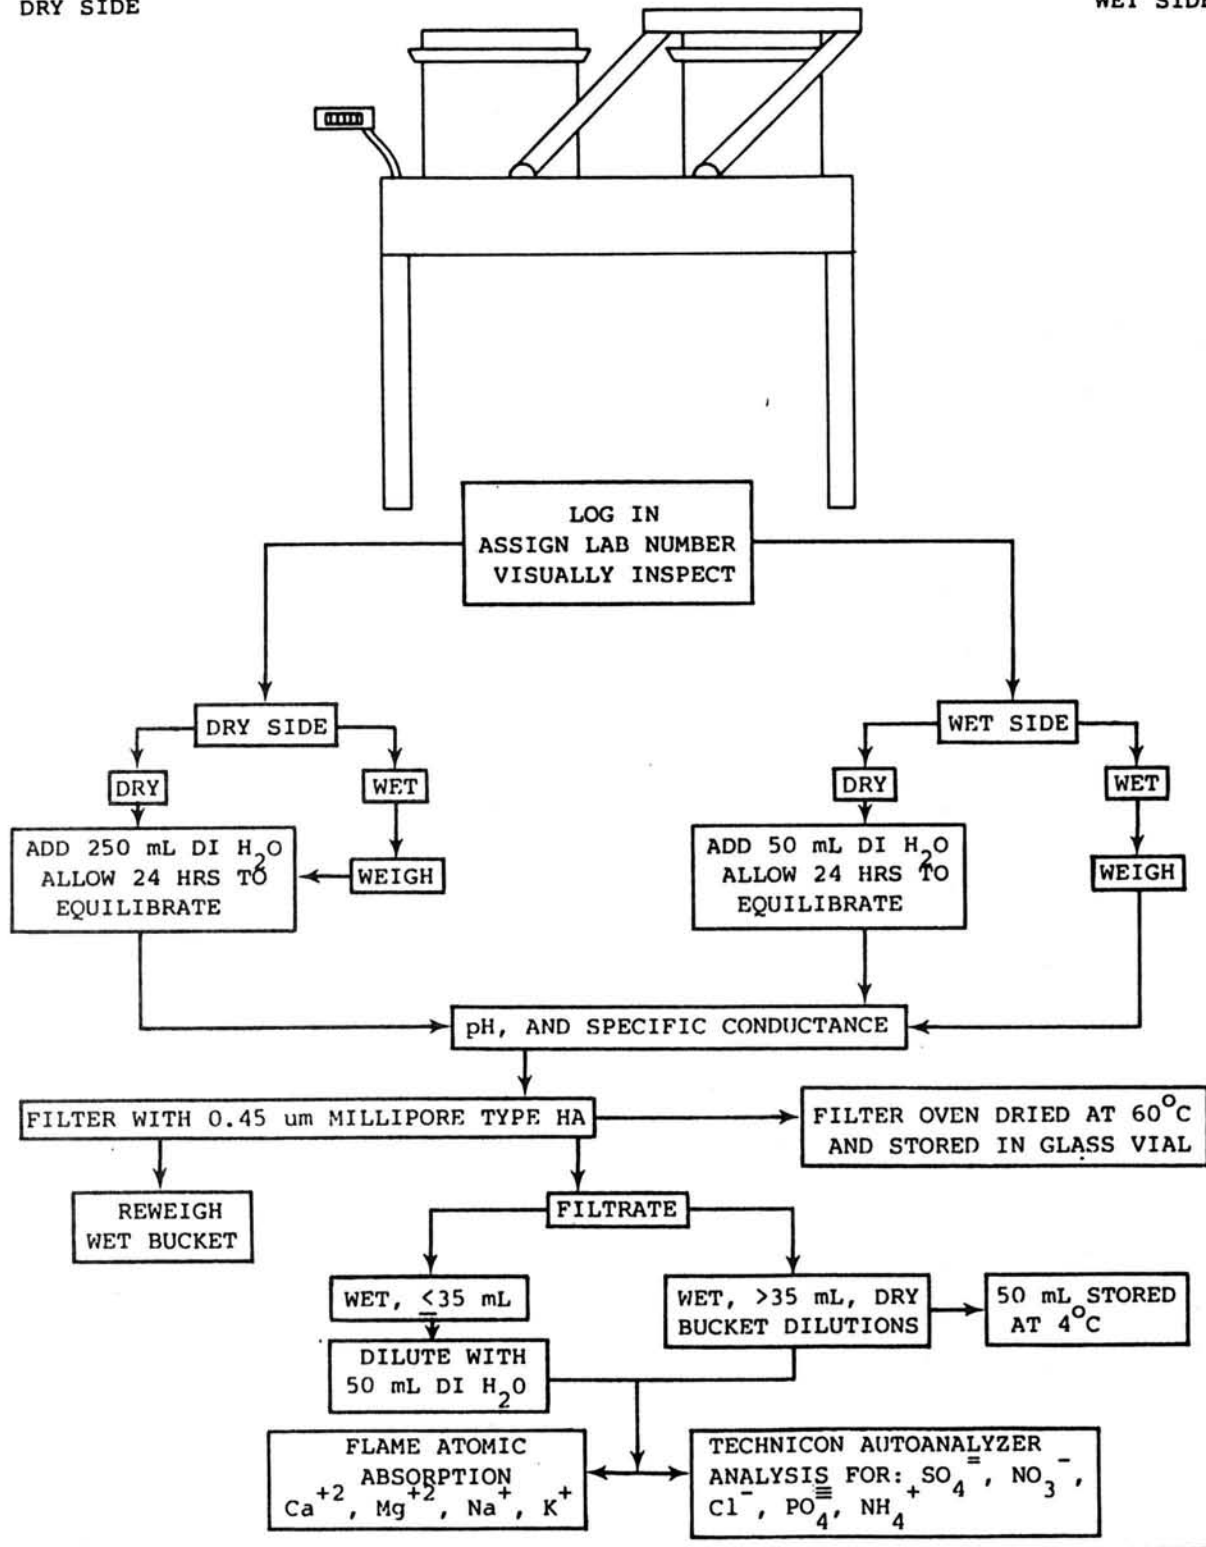 DRY SIDE
WET SIDE
LOG IN
ASSIGN LAB NUMBER
VISUALLY INSPECT
DRY SIDE
WET SIDE
DRY
WET
DRY
WET
ADD 250 mL DI H₂O
ALLOW 24 HRS TO
EQUILIBRATE
WEIGH
ADD 50 mL DI H₂O
ALLOW 24 HRS TO
EQUILIBRATE
WEIGH
pH, AND SPECIFIC CONDUCTANCE
FILTER WITH 0.45 um MILLIPORE TYPE HA
FILTER OVEN DRIED AT 60°C
AND STORED IN GLASS VIAL
REWEIGH
WET BUCKET
FILTRATE
WET, ≤35 mL
WET, >35 mL, DRY
BUCKET DILUTIONS
50 mL STORED
AT 4°C
DILUTE WITH
50 mL DI H₂O
FLAME ATOMIC
ABSORPTION
Ca⁺², Mg⁺², Na⁺, K⁺
TECHNICON AUTOANALYZER
ANALYSIS FOR: SO₄⁼, NO₃⁻,
Cl⁻, PO₄≡, NH₄⁺